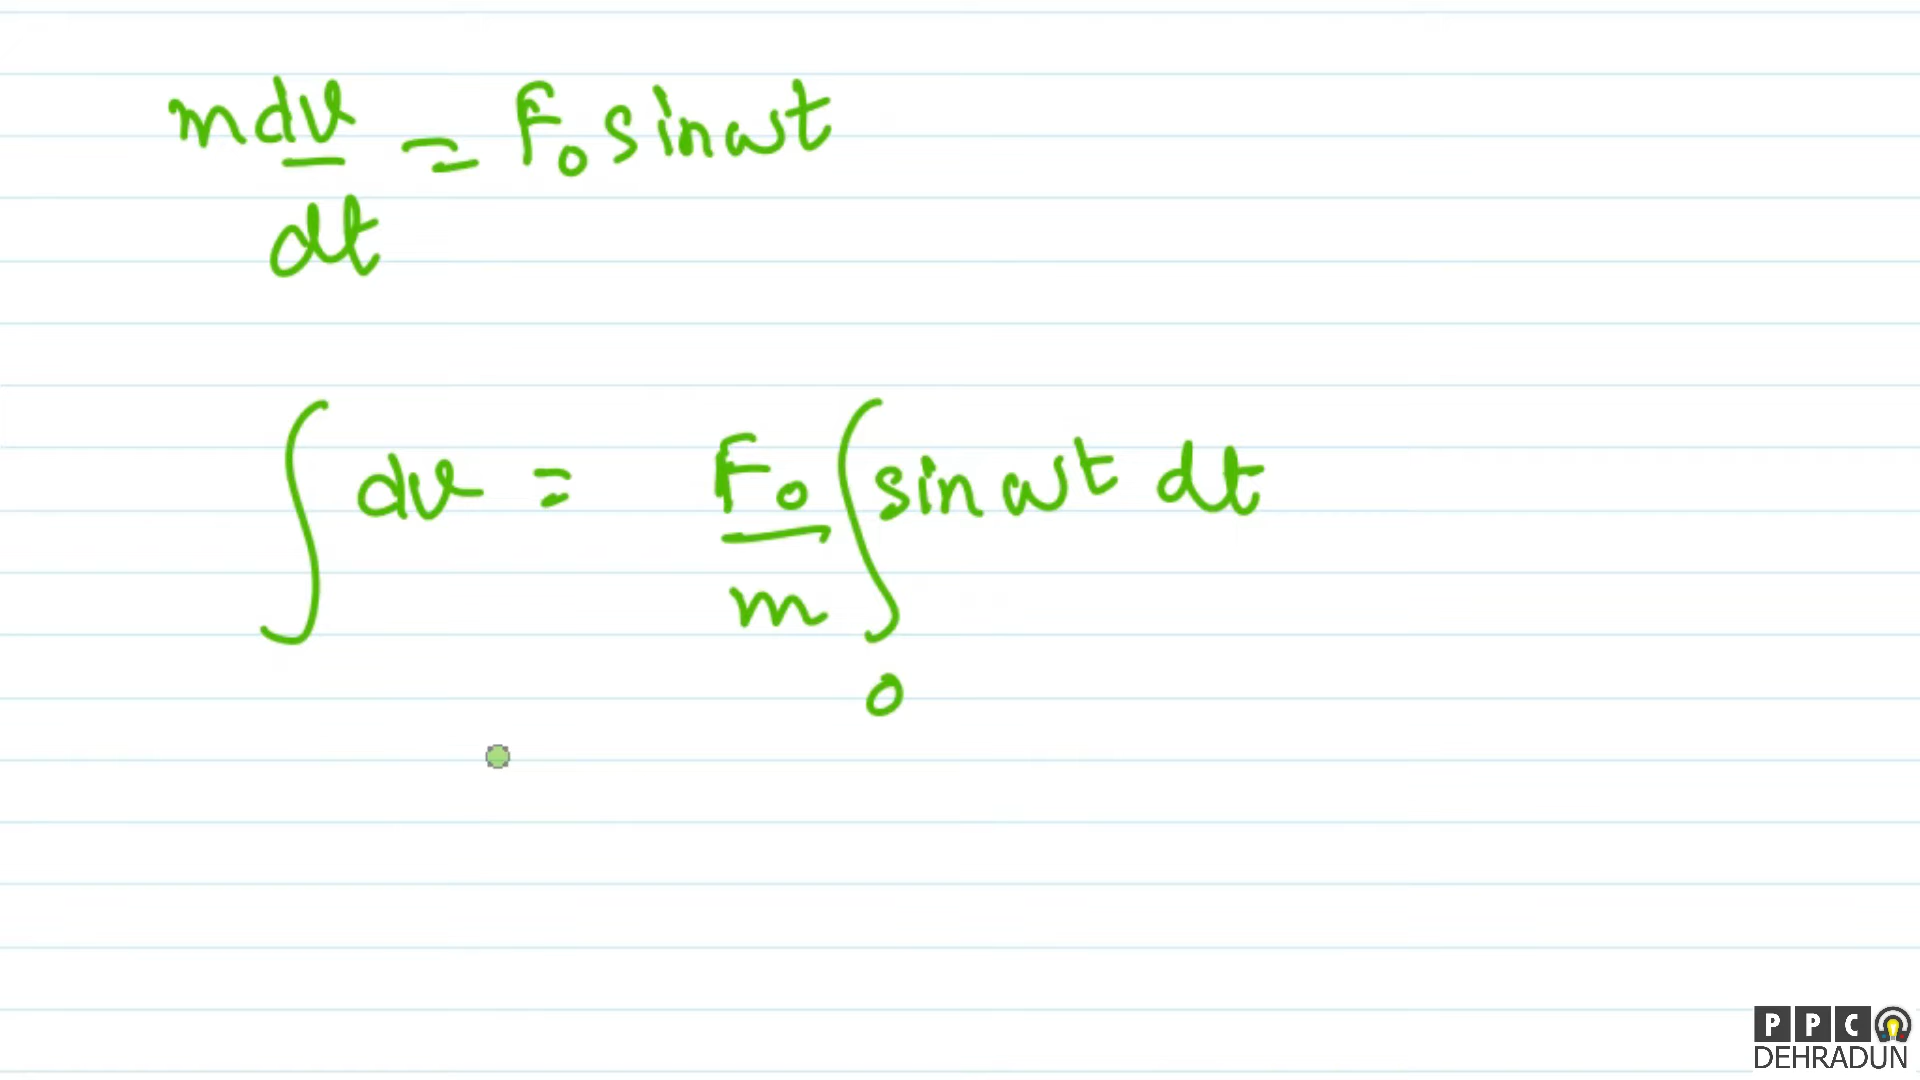 m dv/dt = F₀ sin ωt
∫ dv = F₀/m ∫₀ sin ωt dt
PPC
DEHRADUN